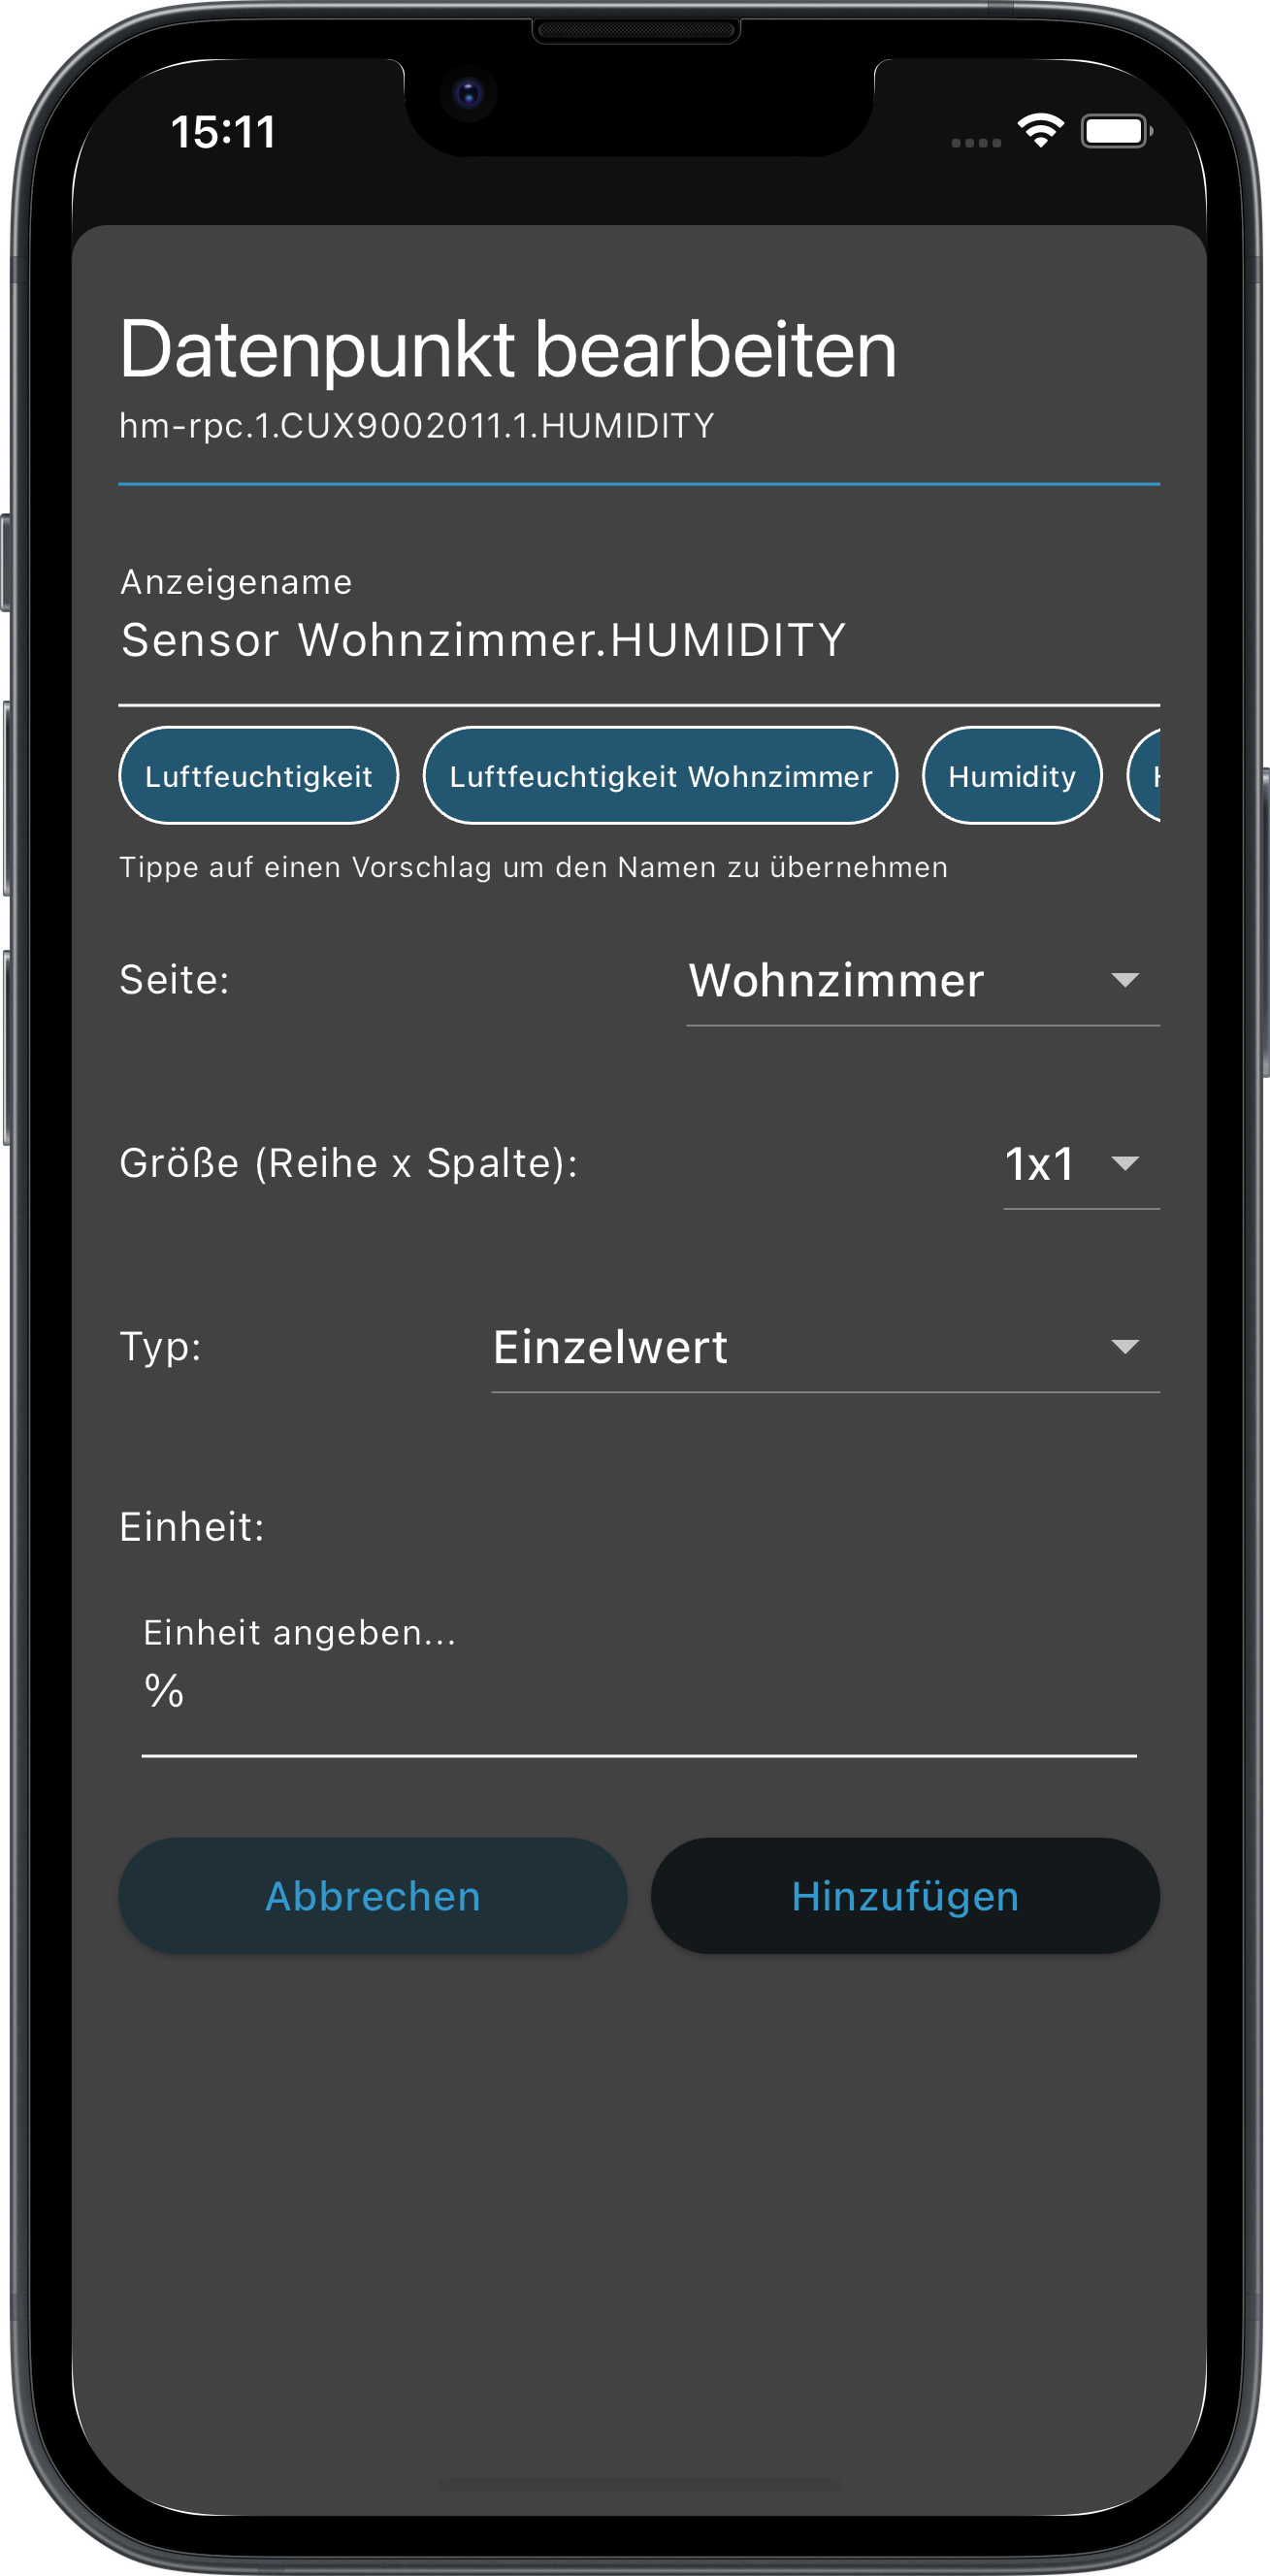 15:11
Datenpunkt bearbeiten
hm-rpc.1.CUX9002011.1.HUMIDITY
Anzeigename
Sensor Wohnzimmer.HUMIDITY
Luftfeuchtigkeit Luftfeuchtigkeit Wohnzimmer Humidity
Tippe auf einen Vorschlag um den Namen zu übernehmen
Seite: Wohnzimmer
Größe (Reihe x Spalte): 1x1
Typ: Einzelwert
Einheit:
Einheit angeben...
%
Abbrechen Hinzufügen